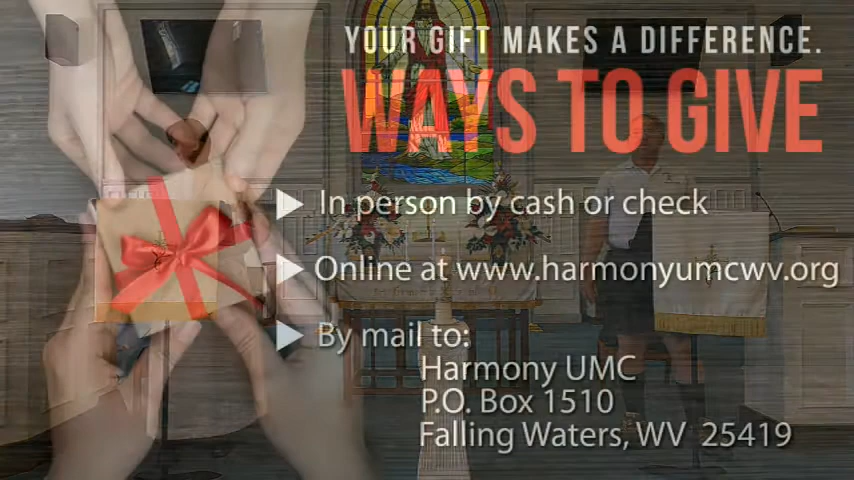 YOUR GIFT MAKES A DIFFERENCE.
WAYS TO GIVE
In person by cash or check
Online at www.harmonyumcwv.org
By mail to:
Harmony UMC
P.O. Box 1510
Falling Waters, WV 25419